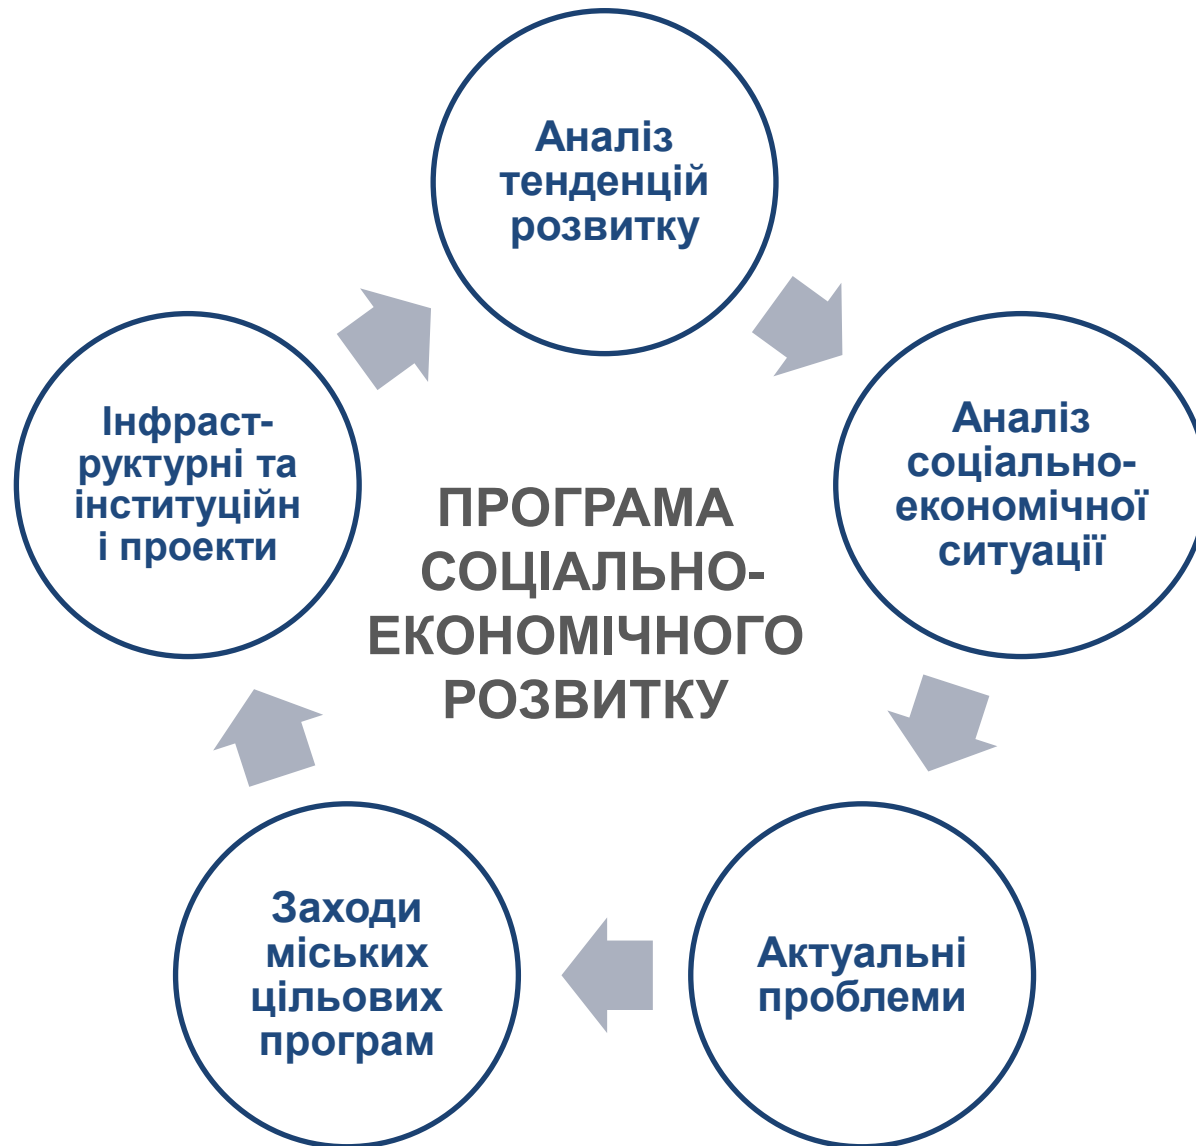 Аналіз
тенденцій
розвитку
Аналіз
соціально-
економічної
ситуації
Актуальні
проблеми
Заходи
міських
цільових
програм
Інфраст-
руктурні та
інституційн
і проекти
ПРОГРАМА
СОЦІАЛЬНО-
ЕКОНОМІЧНОГО
РОЗВИТКУ